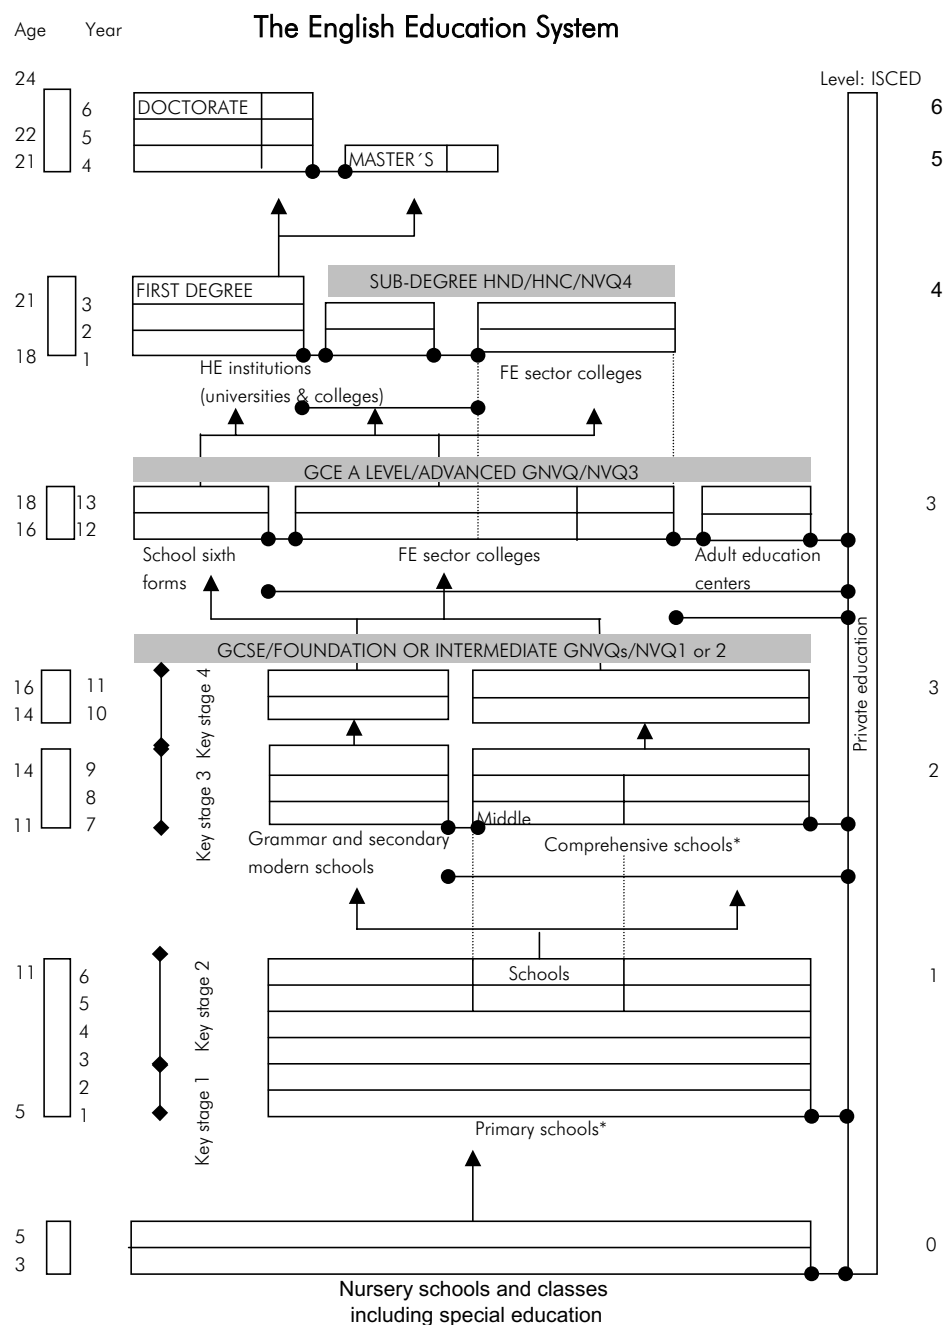 The English Education System
Age Year
Level: ISCED
24
DOCTORATE
6
6
22
5
21
4
MASTER´S
5
FIRST DEGREE
SUB-DEGREE HND/HNC/NVQ4
21
3
4
2
18
1
HE institutions
(universities & colleges)
FE sector colleges
GCE A LEVEL/ADVANCED GNVQ/NVQ3
18 13
3
16 12
School sixth
forms
FE sector colleges
Adult education
centers
Private education
GCSE/FOUNDATION OR INTERMEDIATE GNVQs/NVQ1 or 2
16 11
3
14 10
Key stage 4
14 9
2
8
11 7
Key stage 3
Middle
Grammar and secondary
modern schools
Comprehensive schools*
11 6
Schools
1
5
4
3
2
5 1
Key stage 2
Key stage 1
Primary schools*
5
0
3
Nursery schools and classes
including special education